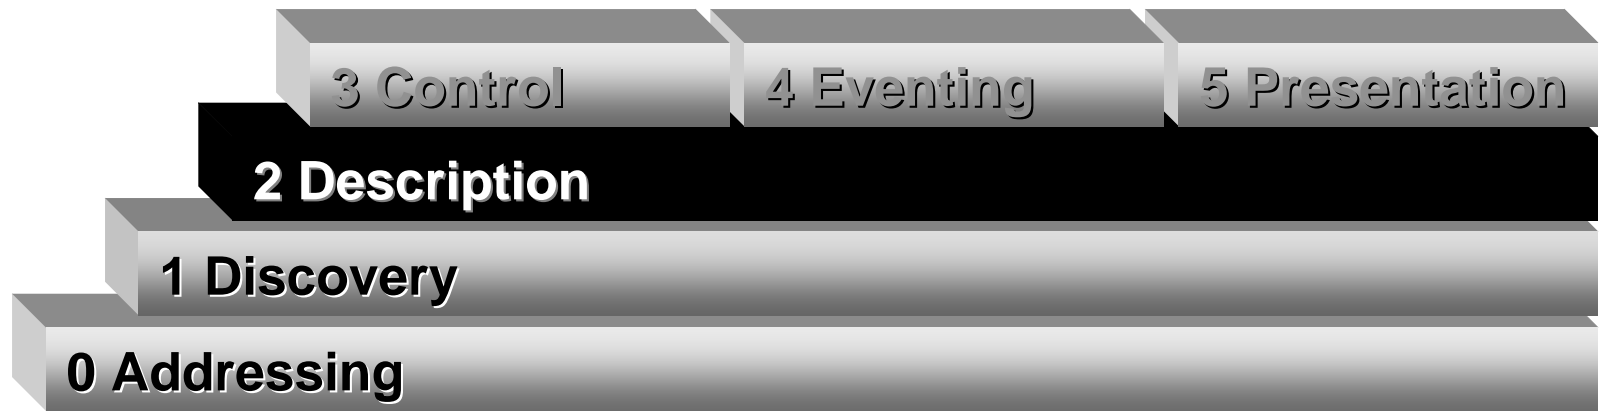 3 Control
4 Eventing
5 Presentation
2 Description
1 Discovery
0 Addressing